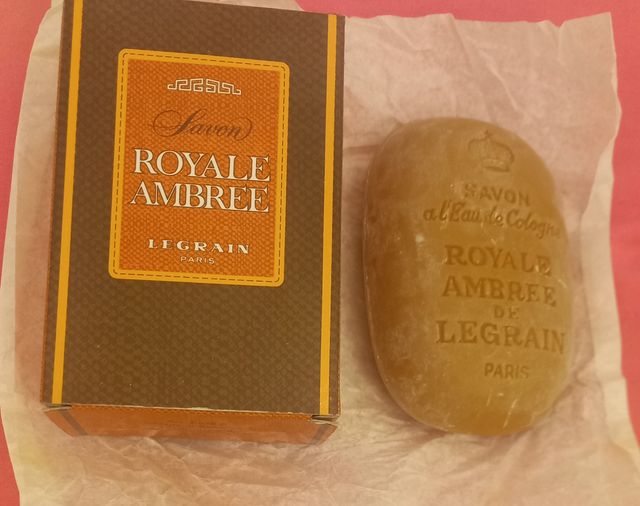 Savon
ROYALE
AMBREE
LEGRAIN
PARIS
SAVON
a l'Eau de Cologne
ROYALE
AMBREE
DE
LEGRAIN
PARIS